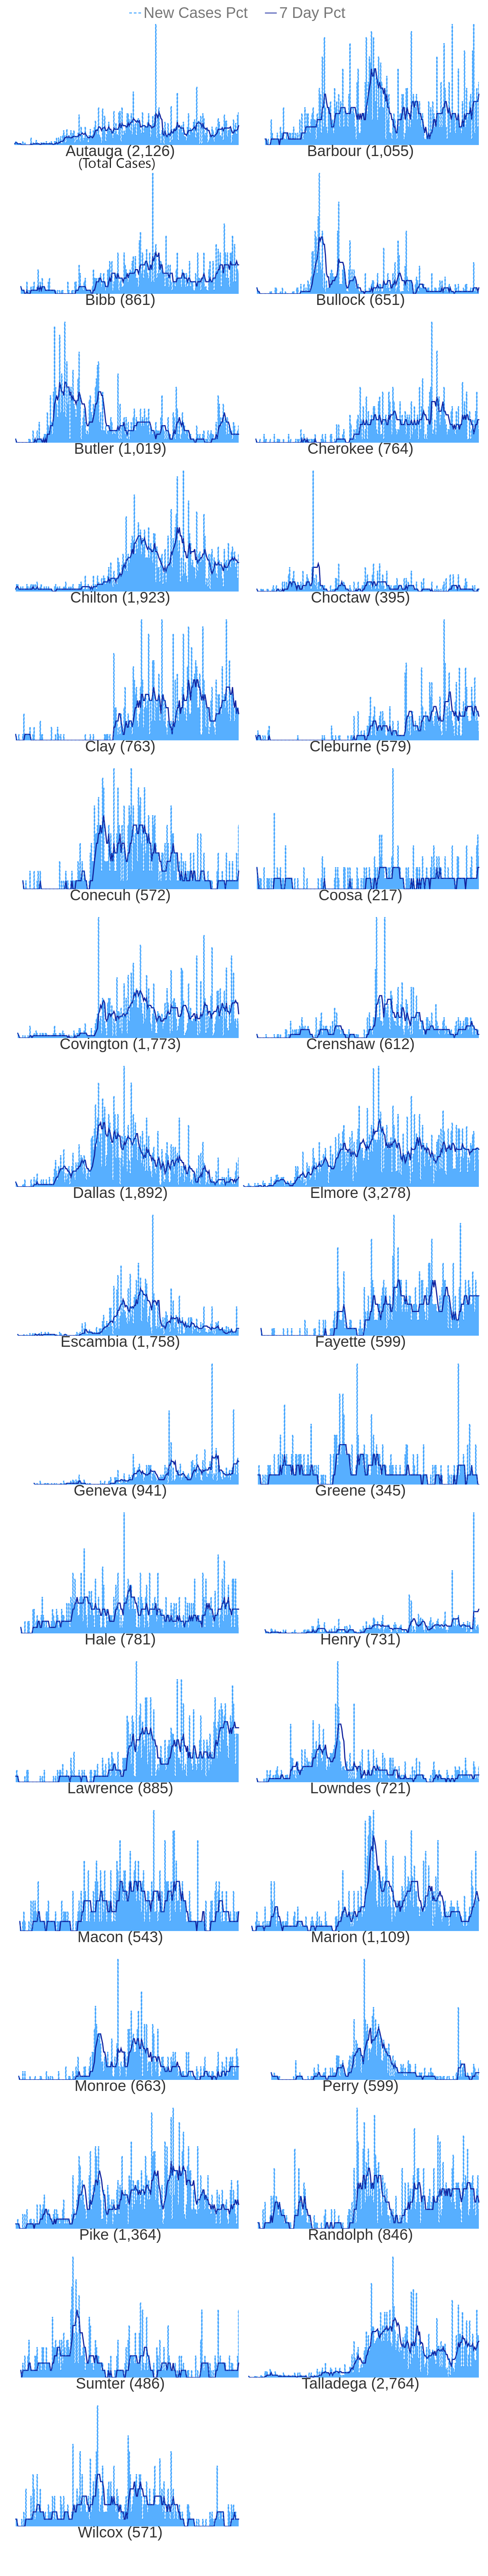 New Cases Pct 7 Day Pct
Autauga (2,126) Barbour (1,055)
(Total Cases)
Bibb (861) Bullock (651)
Butler (1,019) Cherokee (764)
Chilton (1,923) Choctaw (395)
Clay (763) Cleburne (579)
Conecuh (572) Coosa (217)
Covington (1,773) Crenshaw (612)
Dallas (1,892) Elmore (3,278)
Escambia (1,758) Fayette (599)
Geneva (941) Greene (345)
Hale (781) Henry (731)
Lawrence (885) Lowndes (721)
Macon (543) Marion (1,109)
Monroe (663) Perry (599)
Pike (1,364) Randolph (846)
Sumter (486) Talladega (2,764)
Wilcox (571)